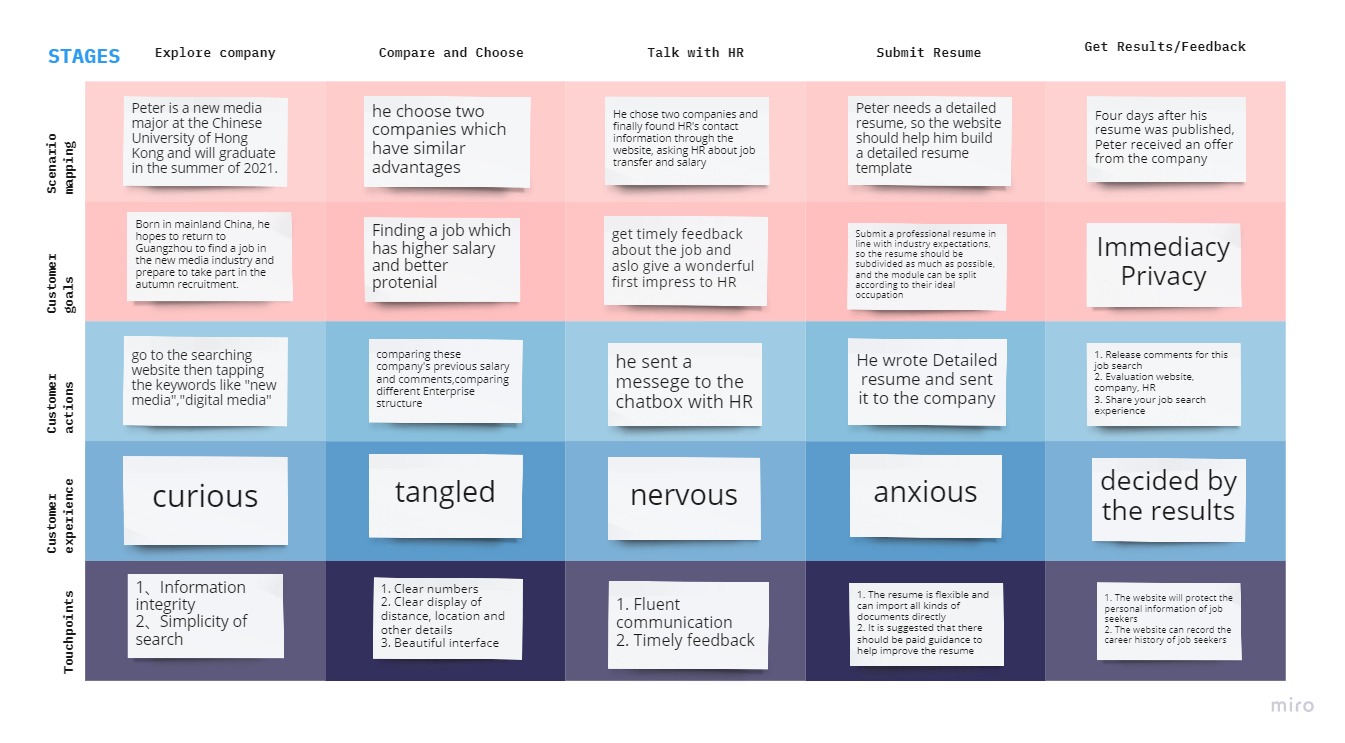 STAGES
Explore company
Compare and Choose
Talk with HR
Submit Resume
Get Results/Feedback
Scenario
mapping
Peter is a new media
major at the Chinese
University of Hong
Kong and will graduate
in the summer of 2021.
he choose two
companies which
have similar
advantages
He chose two companies and
finally found HR's contact
information through the
website, asking HR about job
transfer and salary
Peter needs a detailed
resume, so the website
should help him build
a detailed resume
template
Four days after his
resume was published,
Peter received an offer
from the company
Customer
goals
Born in mainland China, he
hopes to return to
Guangzhou to find a job in
the new media industry and
prepare to take part in the
autumn recruitment.
Finding a job which
has higher salary
and better
protenial
get timely feedback
about the job and
aslo give a wonderful
first impress to HR
Submit a professional resume in
line with industry expectations,
so the resume should be
subdivided as much as possible,
and the module can be split
according to their ideal
occupation
Immediacy
Privacy
Customer
actions
go to the searching
website then tapping
the keywords like "new
media","digital media"
comparing these
company's previous salary
and comments,comparing
different Enterprise
structure
he sent a
messege to the
chatbox with HR
He wrote Detailed
resume and sent
it to the company
1. Release comments for this
job search
2. Evaluation website,
company, HR
3. Share your job search
experience
Customer
experience
curious
tangled
nervous
anxious
decided by
the results
Touchpoints
1、Information
integrity
2、Simplicity of
search
1. Clear numbers
2. Clear display of
distance, location and
other details
3. Beautiful interface
1. Fluent
communication
2. Timely feedback
1. The resume is flexible and
can import all kinds of
documents directly
2. It is suggested that there
should be paid guidance to
help improve the resume
1. The website will protect the
personal information of job
seekers
2. The website can record the
career history of job seekers
miro